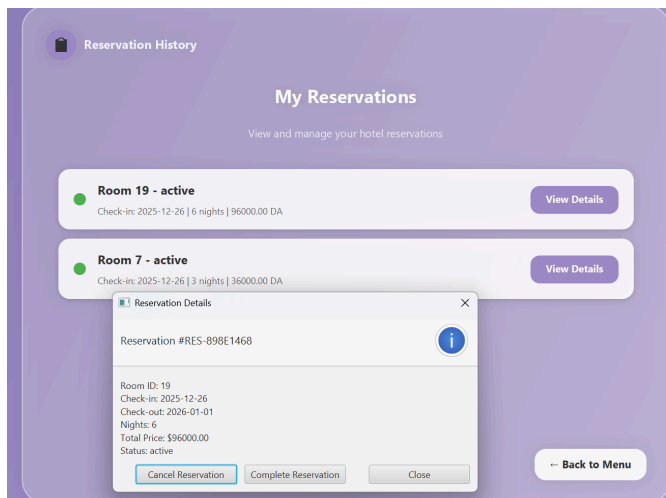 Reservation History
My Reservations
View and manage your hotel reservations
Room 19 - active
Check-in: 2025-12-26 | 6 nights | 96000.00 DA
View Details
Room 7 - active
Check-in: 2025-12-26 | 3 nights | 36000.00 DA
View Details
Reservation Details
Reservation #RES-898E1468
Room ID: 19
Check-in: 2025-12-26
Check-out: 2026-01-01
Nights: 6
Total Price: $96000.00
Status: active
Cancel Reservation
Complete Reservation
Close
← Back to Menu